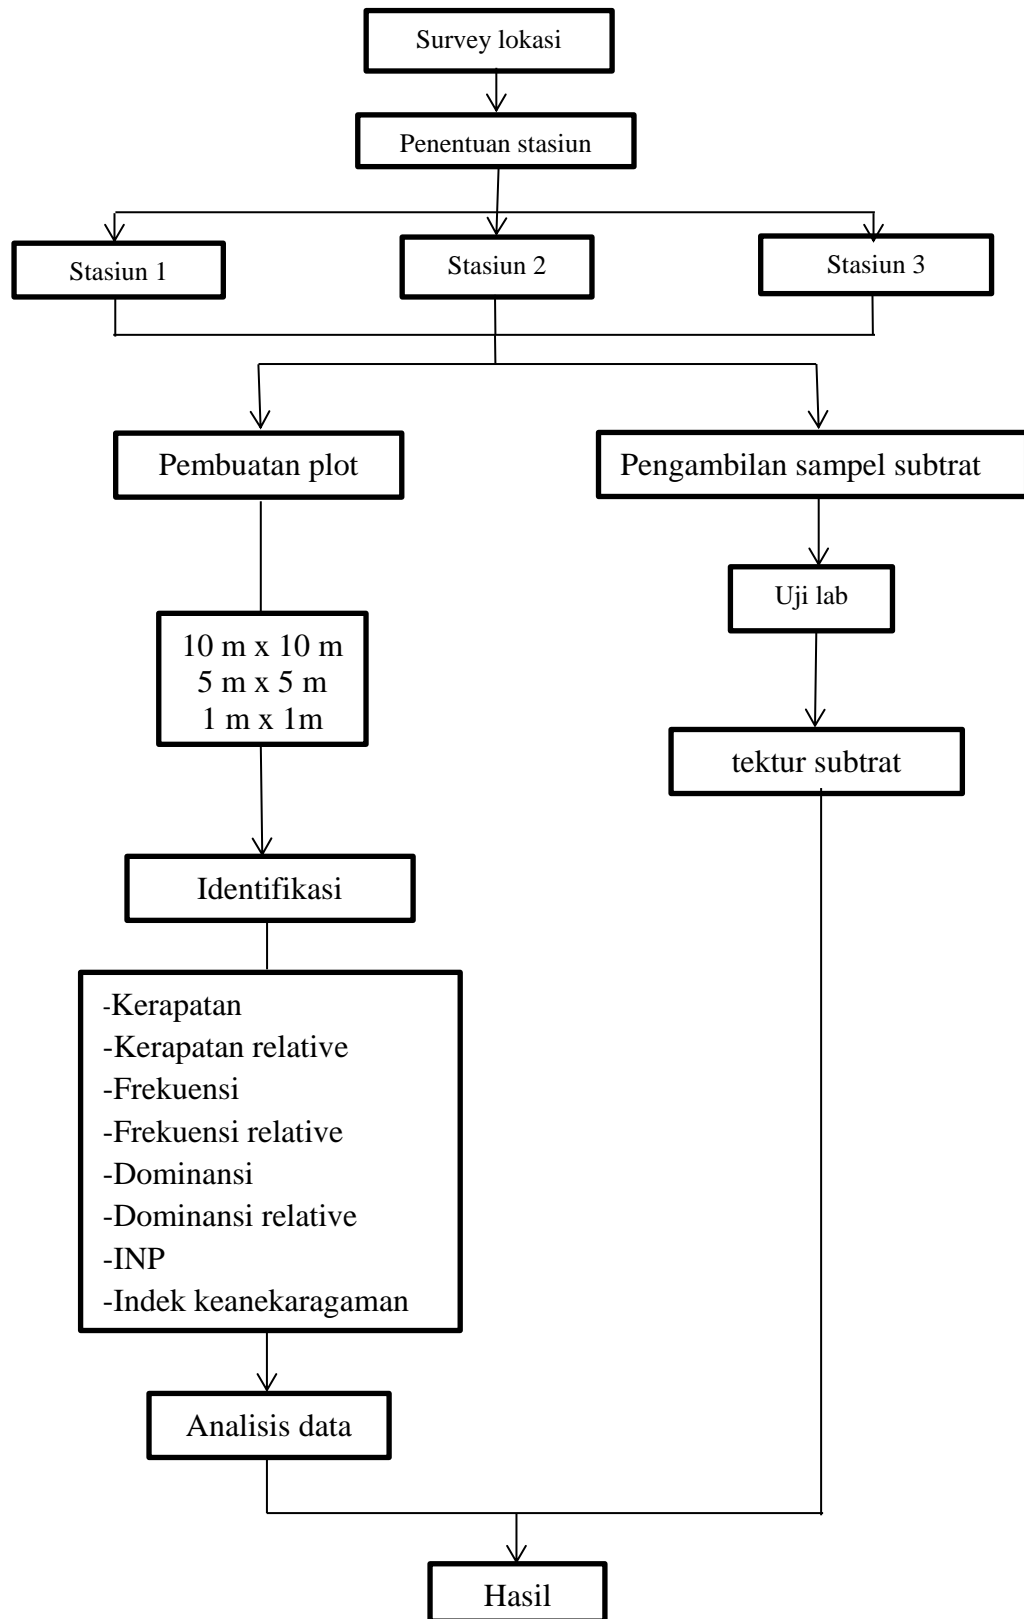 Survey lokasi
Penentuan stasiun
Stasiun 1
Stasiun 2
Stasiun 3
Pembuatan plot
Pengambilan sampel subtrat
10 m x 10 m
5 m x 5 m
1 m x 1m
Uji lab
tektur subtrat
Identifikasi
-Kerapatan
-Kerapatan relative
-Frekuensi
-Frekuensi relative
-Dominansi
-Dominansi relative
-INP
-Indek keanekaragaman
Analisis data
Hasil